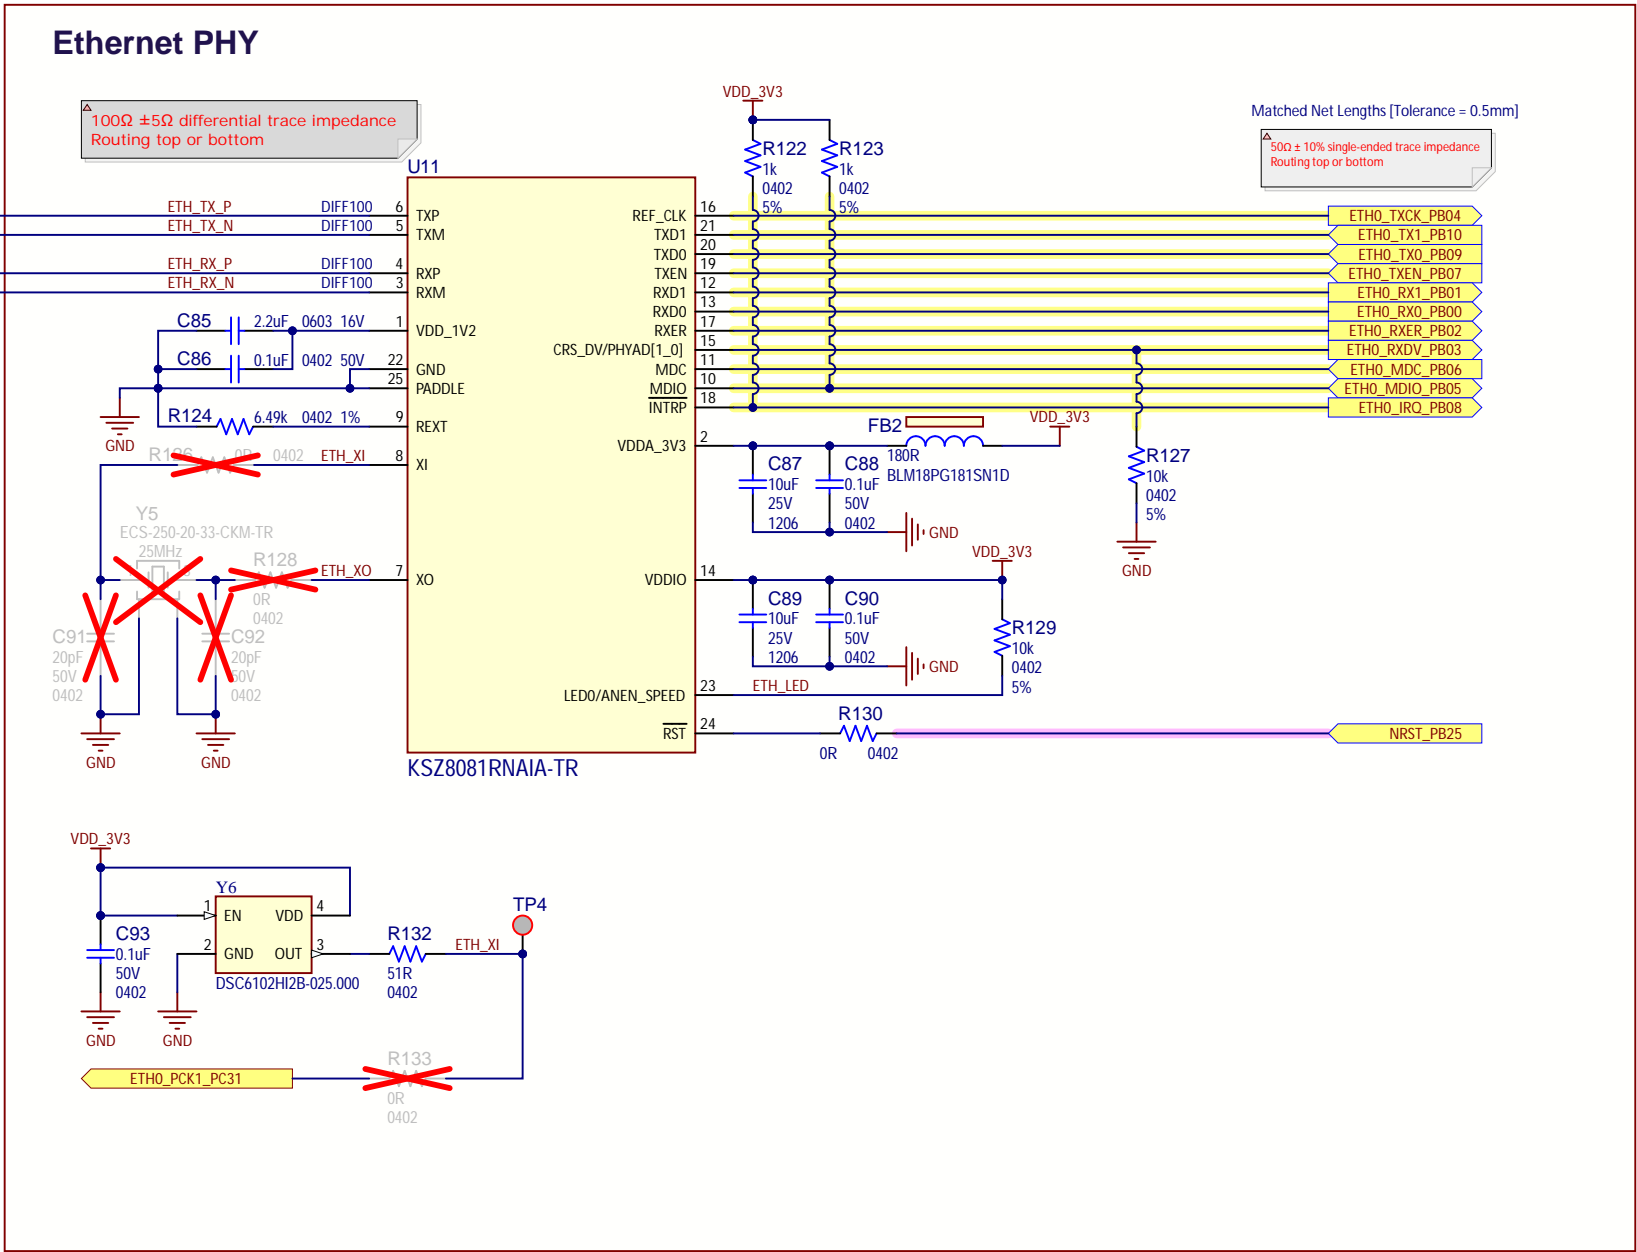 Ethernet PHY
100Ω ±5Ω differential trace impedance
Routing top or bottom
Matched Net Lengths [Tolerance = 0.5mm]
50Ω ± 10% single-ended trace impedance
Routing top or bottom
VDD_3V3
R122
1k
0402
5%
R123
1k
0402
5%
U11
ETH_TX_P DIFF100 6 TXP
ETH_TX_N DIFF100 5 TXM
ETH_RX_P DIFF100 4 RXP
ETH_RX_N DIFF100 3 RXM
C85 2.2uF 0603 16V 1 VDD_1V2
C86 0.1uF 0402 50V 22 GND
25 PADDLE
R124 6.49k 0402 1% 9 REXT
GND
R126 0R 0402 ETH_XI 8 XI
Y5
ECS-250-20-33-CKM-TR
25MHz
R128
0R
0402
ETH_XO 7 XO
C91
20pF
50V
0402
C92
20pF
50V
0402
GND
GND
REF_CLK 16 ETH0_TXCK_PB04
TXD1 21 ETH0_TX1_PB10
TXD0 20 ETH0_TX0_PB09
TXEN 19 ETH0_TXEN_PB07
RXD1 12 ETH0_RX1_PB01
RXD0 13 ETH0_RX0_PB00
RXER 17 ETH0_RXER_PB02
CRS_DV/PHYAD[1_0] 15 ETH0_RXDV_PB03
MDC 11 ETH0_MDC_PB06
MDIO 10 ETH0_MDIO_PB05
INTRP 18 ETH0_IRQ_PB08
VDDA_3V3 2
FB2
180R
BLM18PG181SN1D
VDD_3V3
C87
10uF
25V
1206
C88
0.1uF
50V
0402
GND
R127
10k
0402
5%
GND
VDD_3V3
VDDIO 14
C89
10uF
25V
1206
C90
0.1uF
50V
0402
GND
R129
10k
0402
5%
LED0/ANEN_SPEED 23 ETH_LED
RST 24
R130
0R 0402
NRST_PB25
KSZ8081RNAIA-TR
VDD_3V3
Y6
1 EN VDD 4
2 GND OUT 3
DSC6102HI2B-025.000
C93
0.1uF
50V
0402
GND
GND
R132
51R
0402
ETH_XI
TP4
R133
0R
0402
ETH0_PCK1_PC31